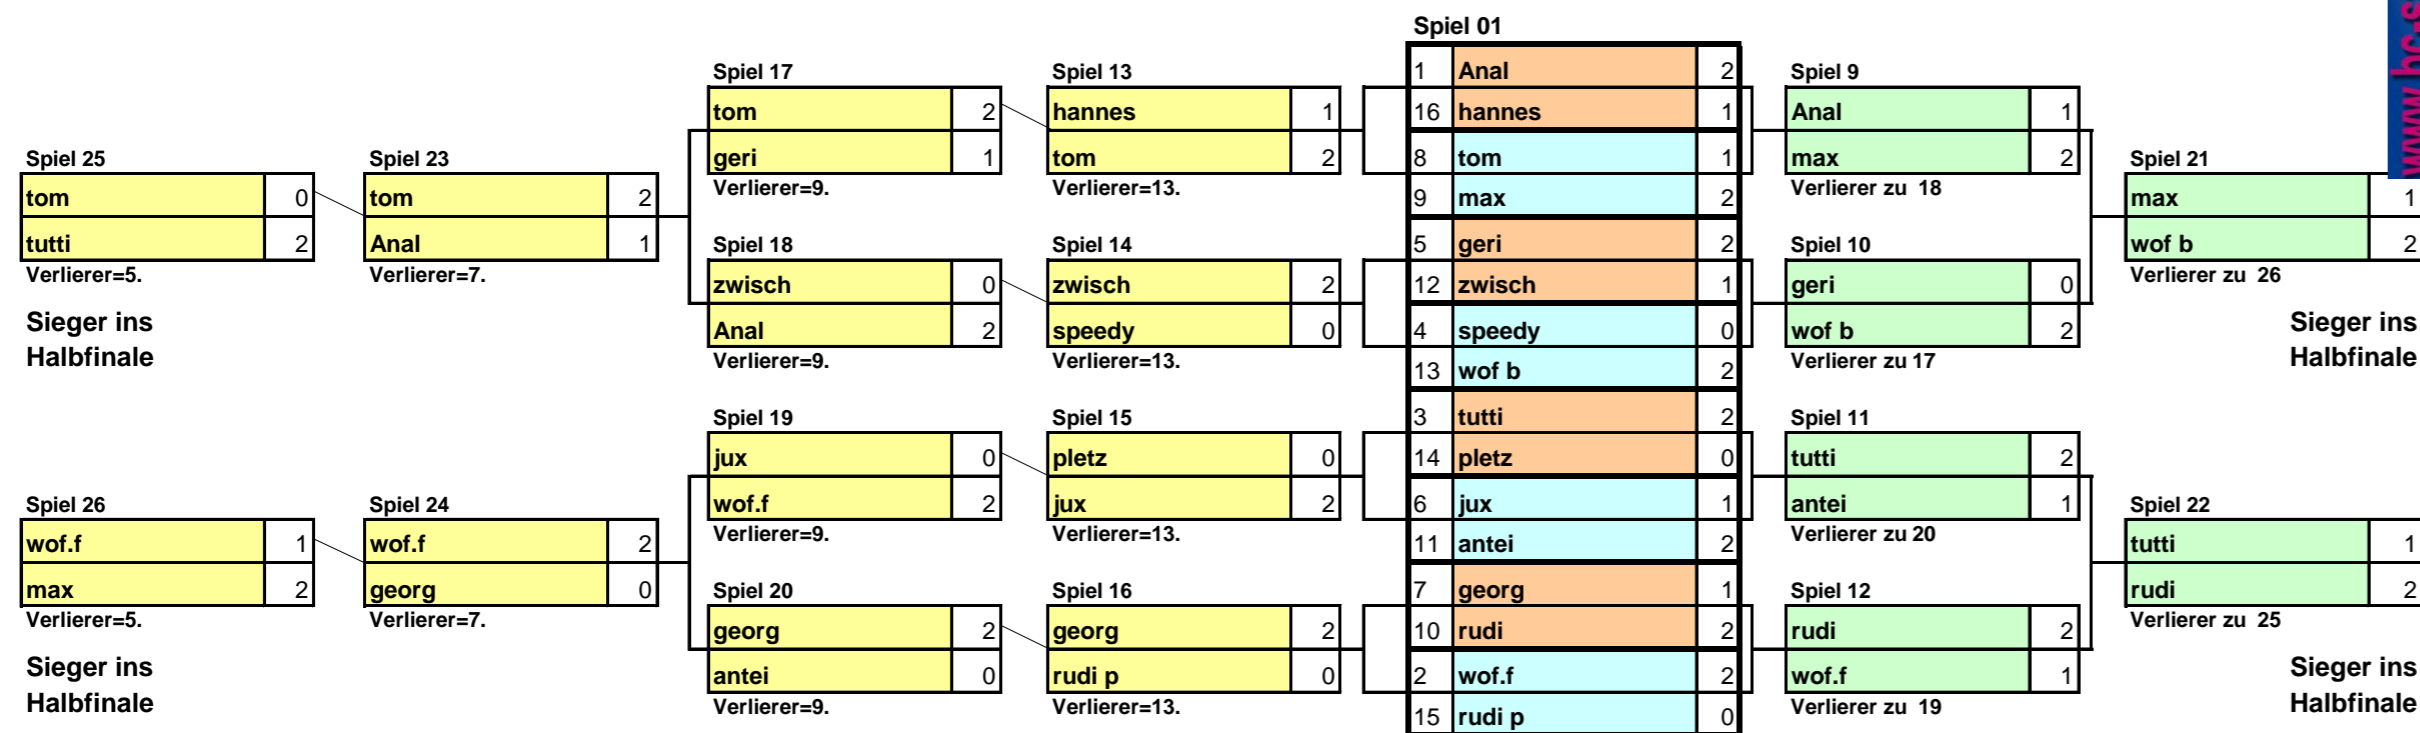 Spiel 01
Spiel 17 Spiel 13 1 Anal 2 Spiel 9
tom 2 hannes 1 16 hannes 1 Anal 1
Spiel 25 Spiel 23 geri 1 tom 2 8 tom 1 max 2 Spiel 21
Verlierer=9. Verlierer=13. Verlierer zu 18
tom 0 tom 2 9 max 2 max 1
tutti 2 Anal 1 Spiel 18 Spiel 14 5 geri 2 Spiel 10 wof b 2
Verlierer=5. Verlierer=7. Verlierer zu 26
zwisch 0 zwisch 2 12 zwisch 1 geri 0
Sieger ins Anal 2 speedy 0 4 speedy 0 wof b 2 Sieger ins
Halbfinale Verlierer=9. Verlierer=13. 13 wof b 2 Verlierer zu 17 Halbfinale
Spiel 19 Spiel 15 3 tutti 2 Spiel 11
jux 0 pletz 0 14 pletz 0 tutti 2
Spiel 26 Spiel 24 wof.f 2 jux 2 6 jux 1 antei 1 Spiel 22
Verlierer=9. Verlierer=13. Verlierer zu 20
wof.f 1 wof.f 2 11 antei 2 tutti 1
max 2 georg 0 Spiel 20 Spiel 16 7 georg 1 Spiel 12 rudi 2
Verlierer=5. Verlierer=7. Verlierer zu 25
georg 2 georg 2 10 rudi 2 rudi 2
Sieger ins antei 0 rudi p 0 2 wof.f 2 wof.f 1 Sieger ins
Halbfinale Verlierer=9. Verlierer=13. 15 rudi p 0 Verlierer zu 19 Halbfinale